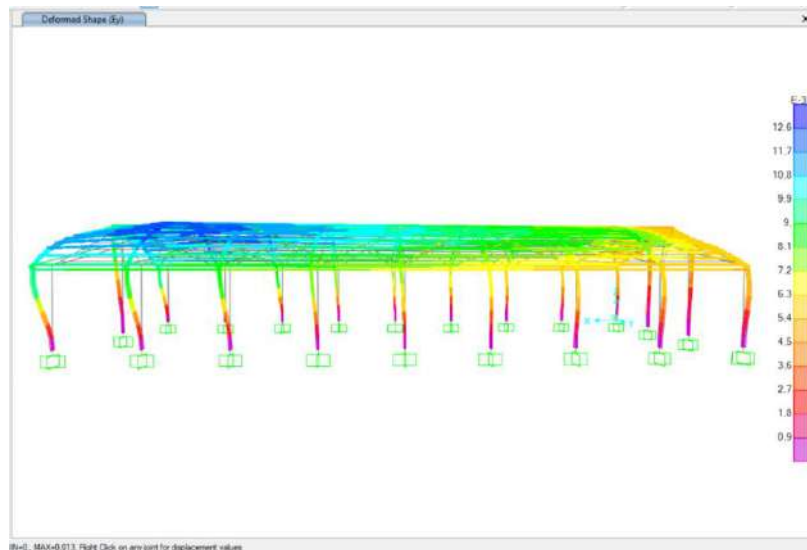 Deformed Shape (Ey)
X
E-3
12.6
11.7
10.8
9.9
9.
8.1
7.2
6.3
5.4
4.5
3.6
2.7
1.8
0.9
X
Y
MAX=0.013, Right Click on any joint for displacement values